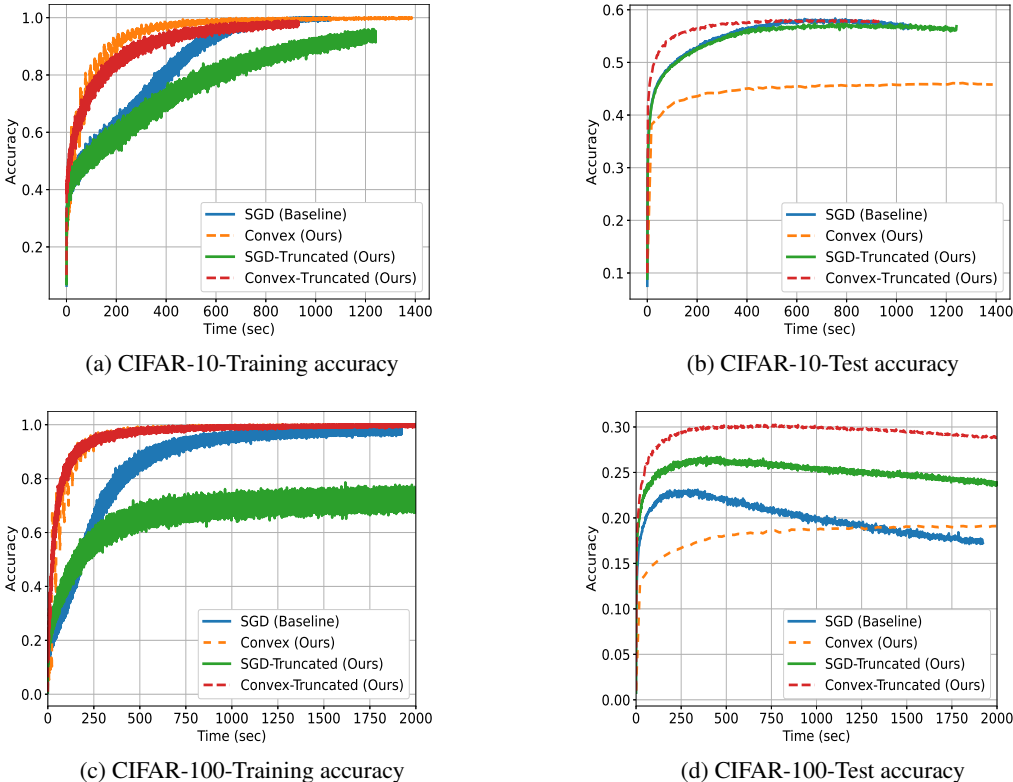 1.0
0.8
0.6
0.4
0.2
Accuracy
0 200 400 600 800 1000 1200 1400
Time (sec)
SGD (Baseline)
Convex (Ours)
SGD-Truncated (Ours)
Convex-Truncated (Ours)
(a) CIFAR-10-Training accuracy
0.6
0.5
0.4
0.3
0.2
0.1
Accuracy
0 200 400 600 800 1000 1200 1400
Time (sec)
SGD (Baseline)
Convex (Ours)
SGD-Truncated (Ours)
Convex-Truncated (Ours)
(b) CIFAR-10-Test accuracy
1.0
0.8
0.6
0.4
0.2
0.0
Accuracy
0 250 500 750 1000 1250 1500 1750 2000
Time (sec)
SGD (Baseline)
Convex (Ours)
SGD-Truncated (Ours)
Convex-Truncated (Ours)
(c) CIFAR-100-Training accuracy
0.30
0.25
0.20
0.15
0.10
0.05
0.00
Accuracy
0 250 500 750 1000 1250 1500 1750 2000
Time (sec)
SGD (Baseline)
Convex (Ours)
SGD-Truncated (Ours)
Convex-Truncated (Ours)
(d) CIFAR-100-Test accuracy